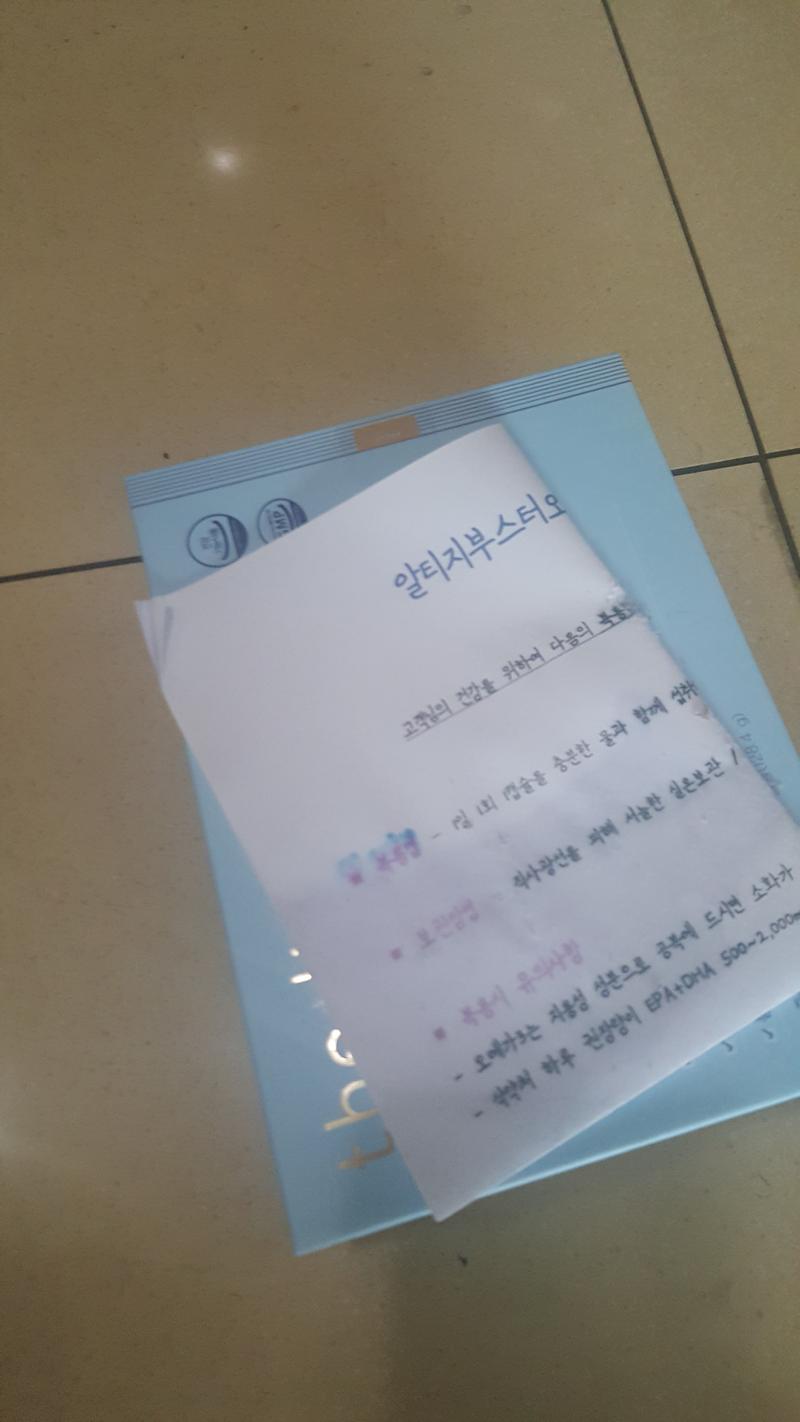 알티지부스터오
고객님의 건강을 위하여 다음의 복용
복용법 - 1일 1회 1캡슐을 충분한 물과 함께 섭취
보관방법 - 직사광선을 피해 서늘한 실온보관 /
복용시 유의사항
- 오메가3는 지용성 성분으로 공복에 드시면 소화가
- 식약처 하루 권장량이 EPA+DHA 500~2,000m
GMP
the